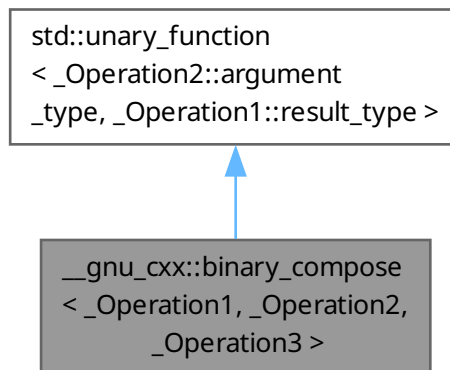 std::unary_function
< _Operation2::argument
_type, _Operation1::result_type >
__gnu_cxx::binary_compose
< _Operation1, _Operation2,
_Operation3 >